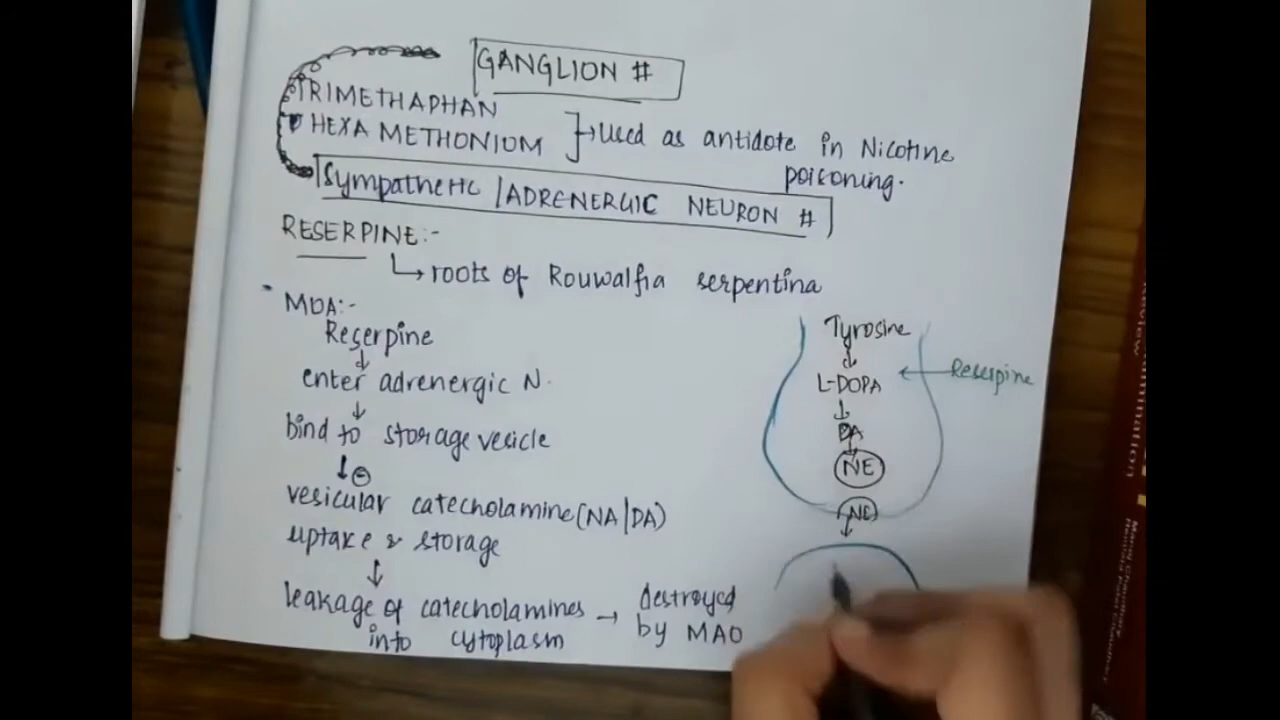 GANGLION #
TRIMETHAPHAN
HEXA METHONIUM
→ Used as antidote in Nicotine
poisoning.
Sympathetic / ADRENERGIC NEURON #
RESERPINE:-
↳ roots of Rouwalfia serpentina
MOA:-
Reserpine
↓
enter adrenergic N.
↓
bind to storage vesicle
↓ ⊖
vesicular catecholamine (NA/DA)
uptake & storage
↓
leakage of catecholamines →
into cytoplasm
destroyed
by MAO
Tyrosine
↓
L-DOPA ← Reserpine
↓
DA
↓
NE
NE
↓